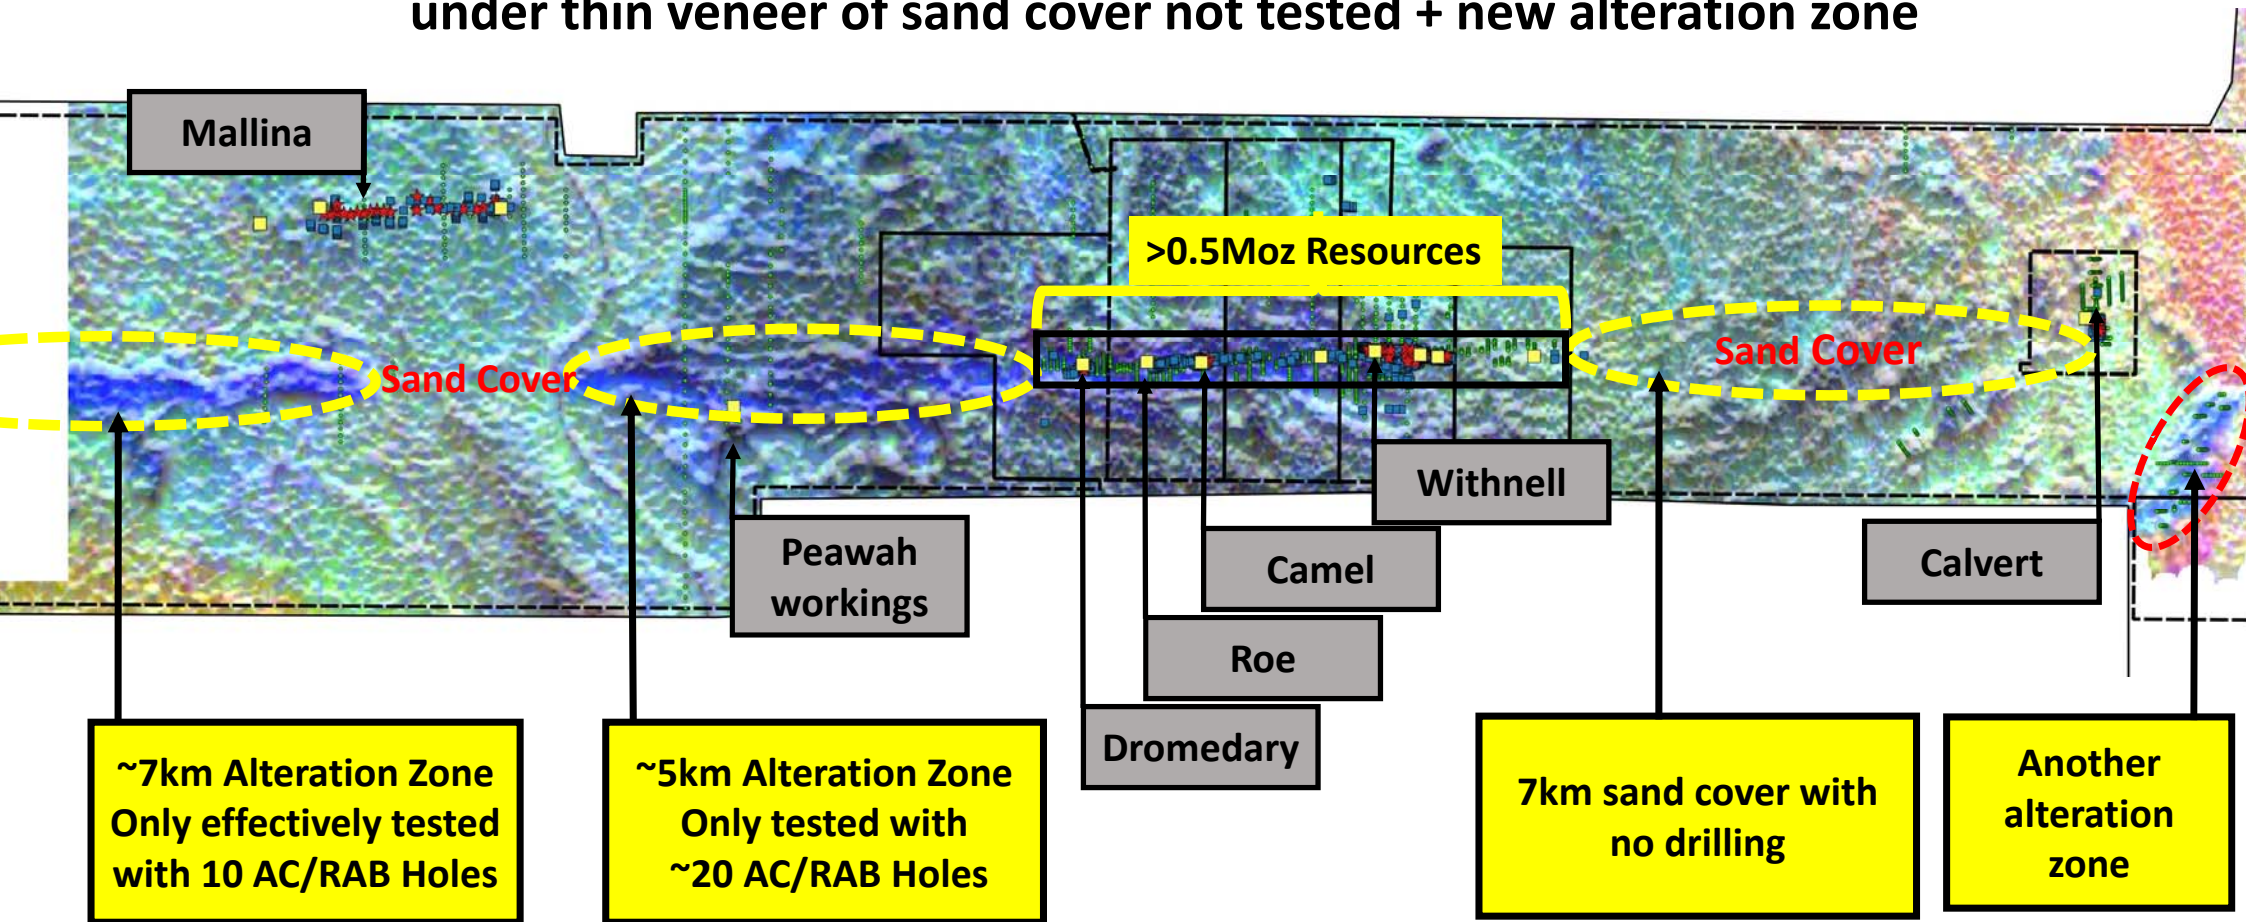 under thin veneer of sand cover not tested + new alteration zone
Mallina
>0.5Moz Resources
Sand Cover
Sand Cover
Withnell
Peawah
workings
Camel
Calvert
Roe
Dromedary
~7km Alteration Zone
Only effectively tested
with 10 AC/RAB Holes
~5km Alteration Zone
Only tested with
~20 AC/RAB Holes
7km sand cover with
no drilling
Another
alteration
zone